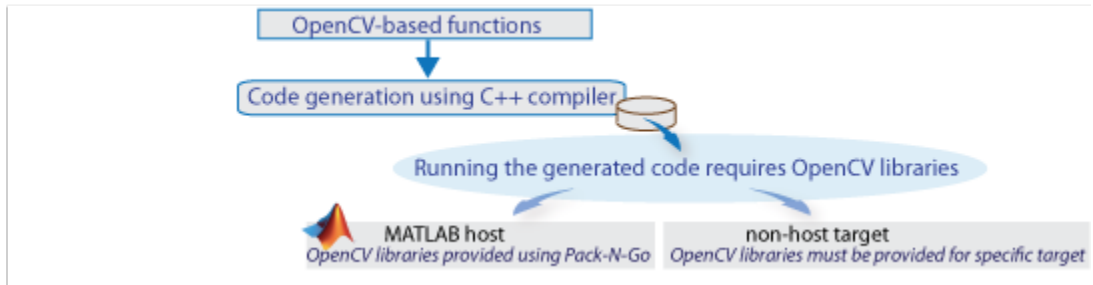 OpenCV-based functions
Code generation using C++ compiler
Running the generated code requires OpenCV libraries
MATLAB host
OpenCV libraries provided using Pack-N-Go
non-host target
OpenCV libraries must be provided for specific target